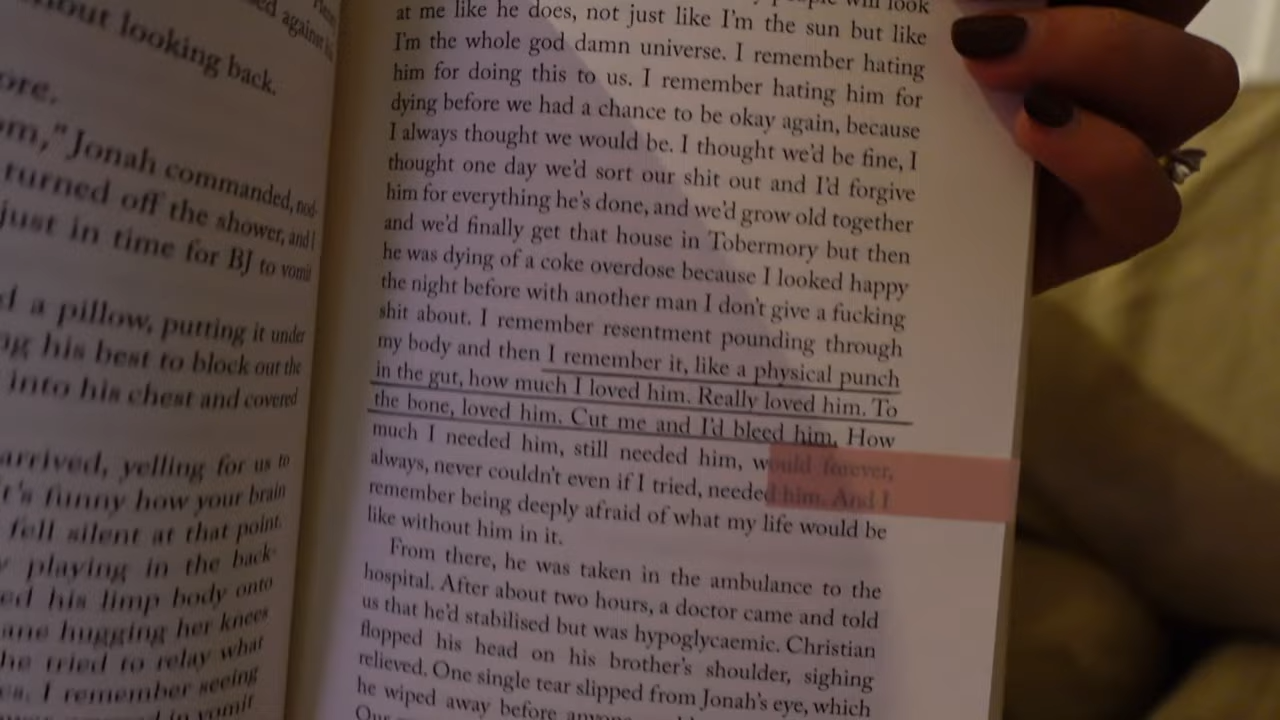 out looking back.
ore.
om," Jonah commanded, nod-
turned off the shower, and I
just in time for BJ to vomit
a pillow, putting it under
his best to block out the
into his chest and covered
arrived, yelling for us to
t's funny how your brain
fell silent at that point.
playing in the back-
ed his limp body onto
ane hugging her knees
he tried to relay what
I remember seeing
in vomit
will look
at me like he does, not just like I'm the sun but like
I'm the whole god damn universe. I remember hating
him for doing this to us. I remember hating him for
dying before we had a chance to be okay again, because
I always thought we would be. I thought we'd be fine, I
thought one day we'd sort our shit out and I'd forgive
him for everything he's done, and we'd grow old together
and we'd finally get that house in Tobermory but then
he was dying of a coke overdose because I looked happy
the night before with another man I don't give a fucking
shit about. I remember resentment pounding through
my body and then I remember it, like a physical punch
in the gut, how much I loved him. Really loved him. To
the bone, loved him. Cut me and I'd bleed him. How
much I needed him, still needed him, would forever,
always, never couldn't even if I tried, needed him. And I
remember being deeply afraid of what my life would be
like without him in it.
From there, he was taken in the ambulance to the
hospital. After about two hours, a doctor came and told
us that he'd stabilised but was hypoglycaemic. Christian
flopped his head on his brother's shoulder, sighing
relieved. One single tear slipped from Jonah's eye, which
he wiped away before